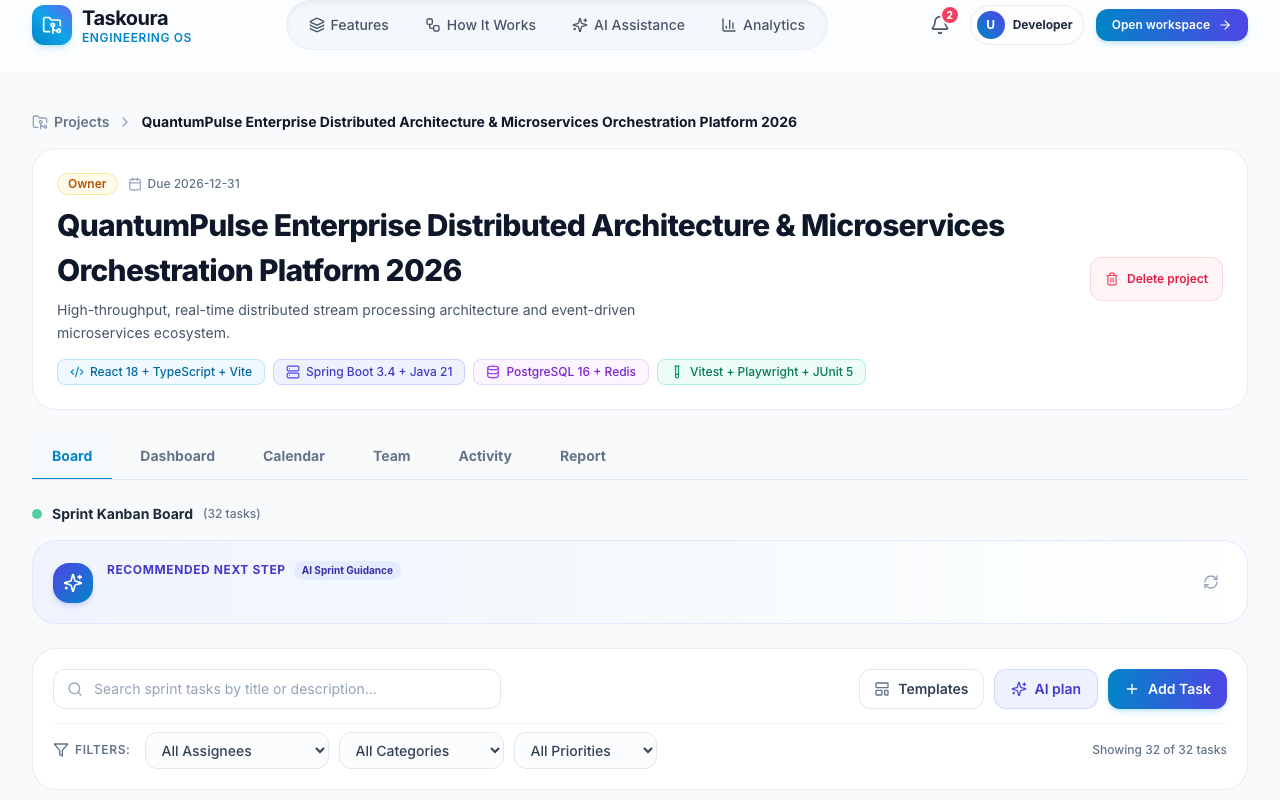 Taskoura
ENGINEERING OS
Features
How It Works
AI Assistance
Analytics
2
U
Developer
Open workspace
Projects
QuantumPulse Enterprise Distributed Architecture & Microservices Orchestration Platform 2026
Owner
Due 2026-12-31
QuantumPulse Enterprise Distributed Architecture & Microservices
Orchestration Platform 2026
Delete project
High-throughput, real-time distributed stream processing architecture and event-driven
microservices ecosystem.
React 18 + TypeScript + Vite
Spring Boot 3.4 + Java 21
PostgreSQL 16 + Redis
Vitest + Playwright + JUnit 5
Board
Dashboard
Calendar
Team
Activity
Report
Sprint Kanban Board (32 tasks)
RECOMMENDED NEXT STEP
AI Sprint Guidance
Search sprint tasks by title or description...
Templates
AI plan
Add Task
FILTERS:
All Assignees
All Categories
All Priorities
Showing 32 of 32 tasks